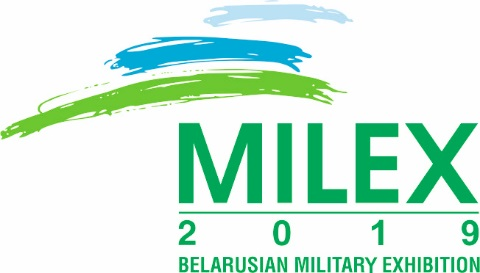 MILEX
2 0 1 9
BELARUSIAN MILITARY EXHIBITION